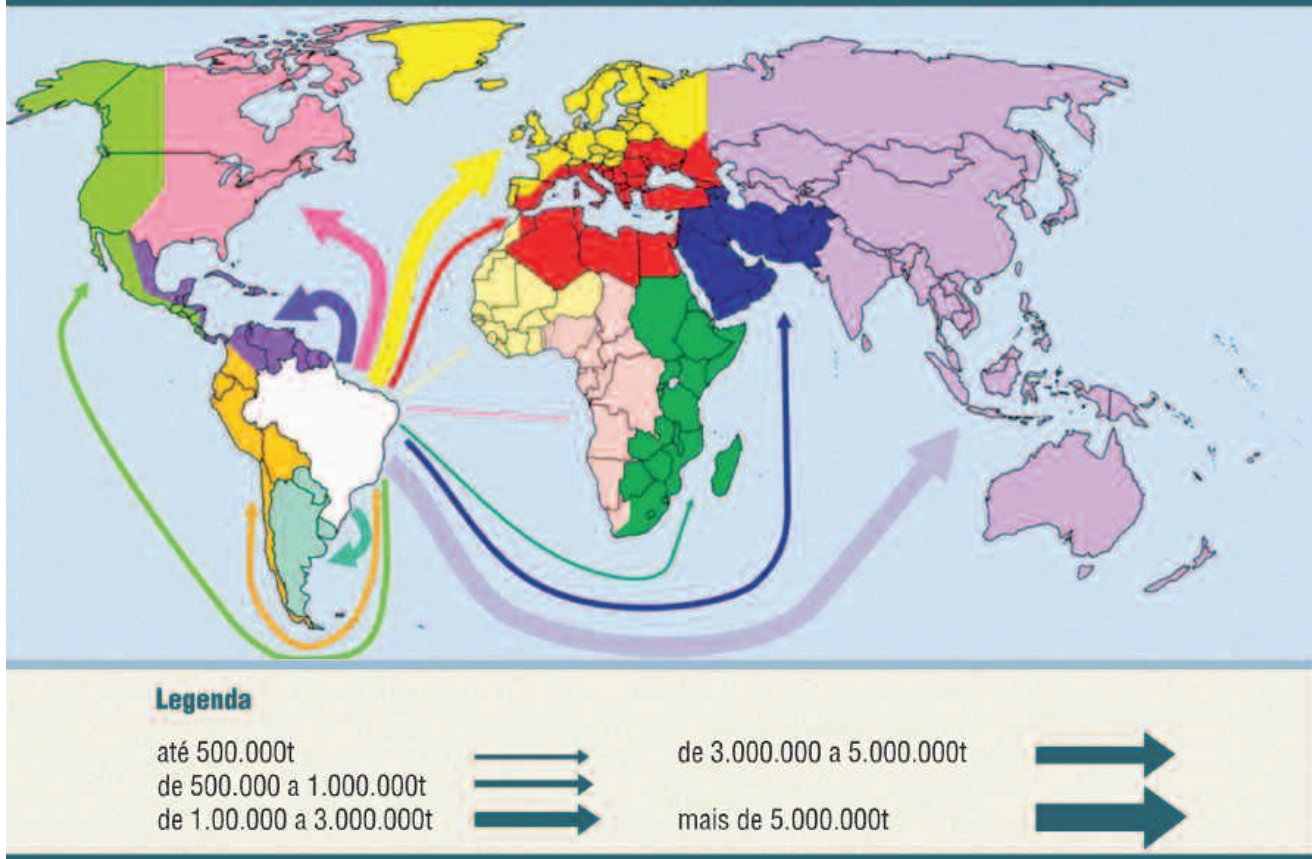 Legenda
até 500.000t
de 500.000 a 1.000.000t
de 1.00.000 a 3.000.000t
de 3.000.000 a 5.000.000t
mais de 5.000.000t